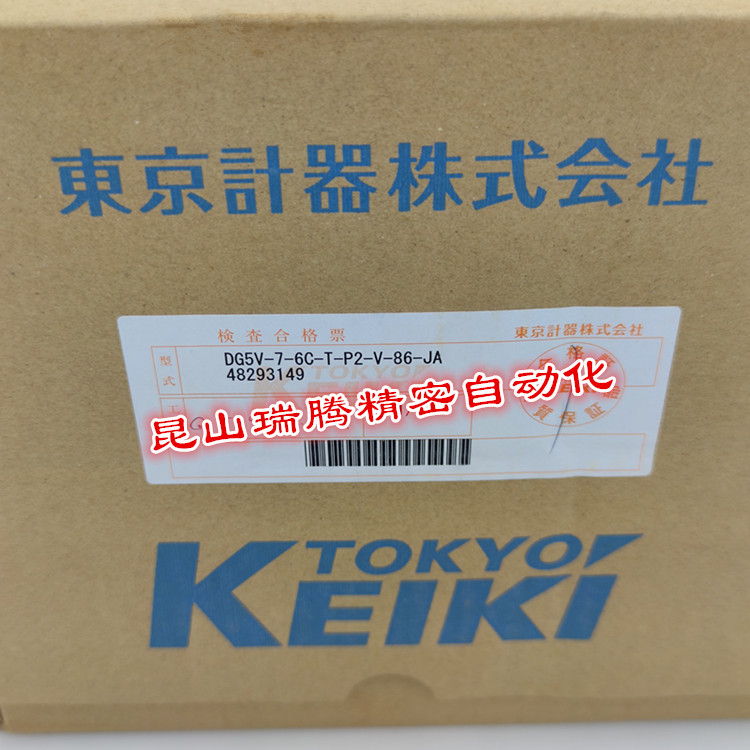 東京計器株式会社
検査合格票 東京計器株式会社
型式 DG5V-7-6C-T-P2-V-86-JA
48293149
昆山瑞腾精密自动化
TOKYO
KEIKI